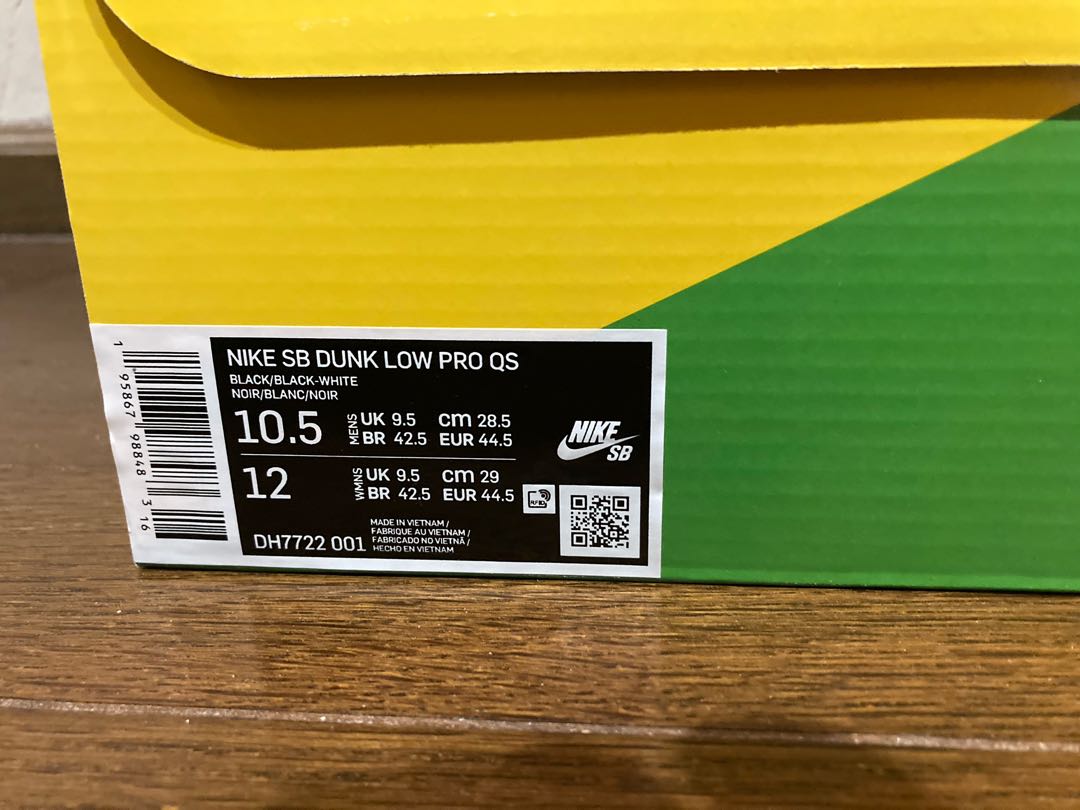 1 95867 98848 3 16
NIKE SB DUNK LOW PRO QS
BLACK/BLACK-WHITE
NOIR/BLANC/NOIR
10.5 MENS UK 9.5 cm 28.5
BR 42.5 EUR 44.5
12 WMNS UK 9.5 cm 29
BR 42.5 EUR 44.5
NIKE
SB
RFID
DH7722 001
MADE IN VIETNAM /
FABRIQUE AU VIETNAM /
FABRICADO NO VIETNÃ /
HECHO EN VIETNAM